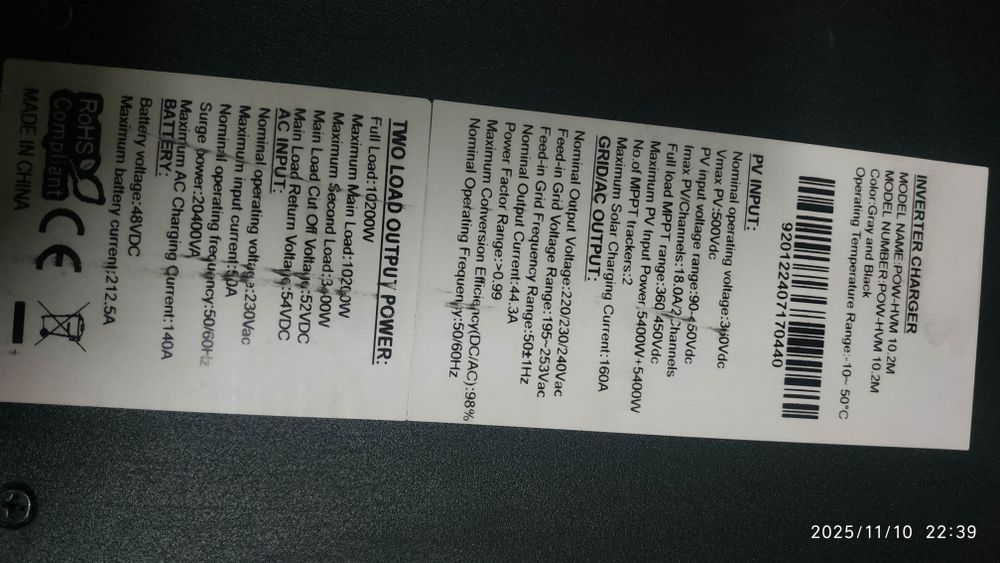 INVERTER CHARGER
MODEL NAME:POW-HVM 10.2M
MODEL NUMBER:POW-HVM 10.2M
Color:Gray and Black
Operating Temperature Range:-10~ 50°C
920122407170440
PV INPUT:
Nominal operating voltage:360Vdc
Vmax PV:500Vdc
PV input voltage range:90-450Vdc
Imax PV/Channels:18.0A/2 Channels
Full load MPPT range:360-450Vdc
Maximum PV Input Power:5400W+5400W
No.of MPPT trackers:2
Maximum Solar Charging Current:160A
GRID/AC OUTPUT:
Nominal Output Voltage:220/230/240Vac
Feed-in Grid Voltage Range:195~253Vac
Feed-in Grid Frequency Range:50±1Hz
Nominal Output Current:44.3A
Power Factor Range:>0.99
Maximum Conversion Efficiency(DC/AC):98%
Nominal Operating Frequency:50/60Hz
TWO LOAD OUTPUT POWER:
Full Load:10200W
Maximum Main Load:10200W
Maximum Second Load:3400W
Main Load Cut Off Voltage:52VDC
Main Load Return Voltage:54VDC
AC INPUT:
Nominal operating voltage:230Vac
Maximum input current:50A
Nominal operating frequency:50/60Hz
Surge power:20400VA
Maximum AC Charging Current:140A
BATTERY:
Battery voltage:48VDC
Maximum battery current:212.5A
RoHS
Compliant
CE
MADE IN CHINA
2025/11/10 22:39